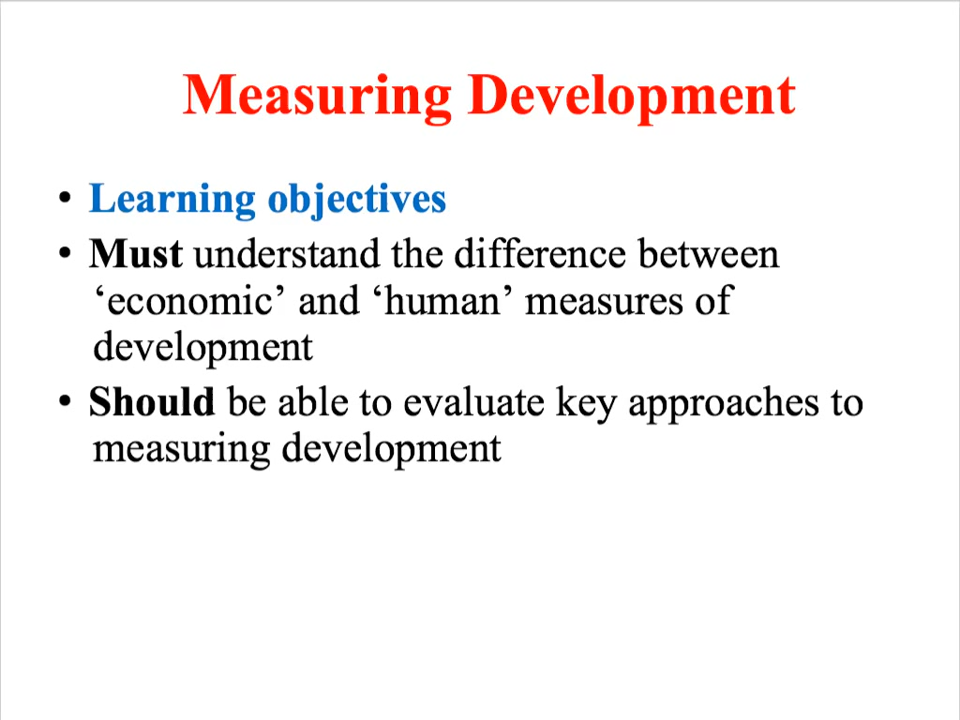 Measuring Development
• Learning objectives
• Must understand the difference between
‘economic’ and ‘human’ measures of
development
• Should be able to evaluate key approaches to
measuring development